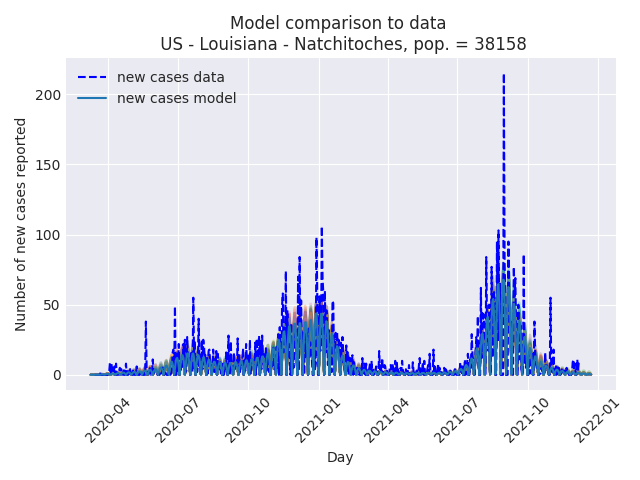 Model comparison to data
US - Louisiana - Natchitoches, pop. = 38158
new cases data
new cases model
Number of new cases reported
200
150
100
50
0
2020-04
2020-07
2020-10
2021-01
2021-04
2021-07
2021-10
2022-01
Day